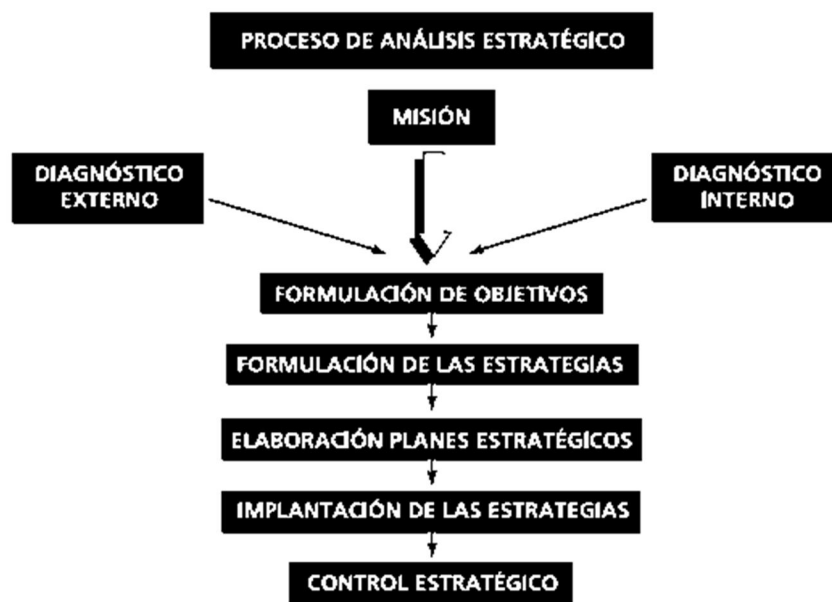 PROCESO DE ANÁLISIS ESTRATÉGICO
MISIÓN
DIAGNÓSTICO
EXTERNO
DIAGNÓSTICO
INTERNO
FORMULACIÓN DE OBJETIVOS
FORMULACIÓN DE LAS ESTRATEGIAS
ELABORACIÓN PLANES ESTRATÉGICOS
IMPLANTACIÓN DE LAS ESTRATEGIAS
CONTROL ESTRATÉGICO